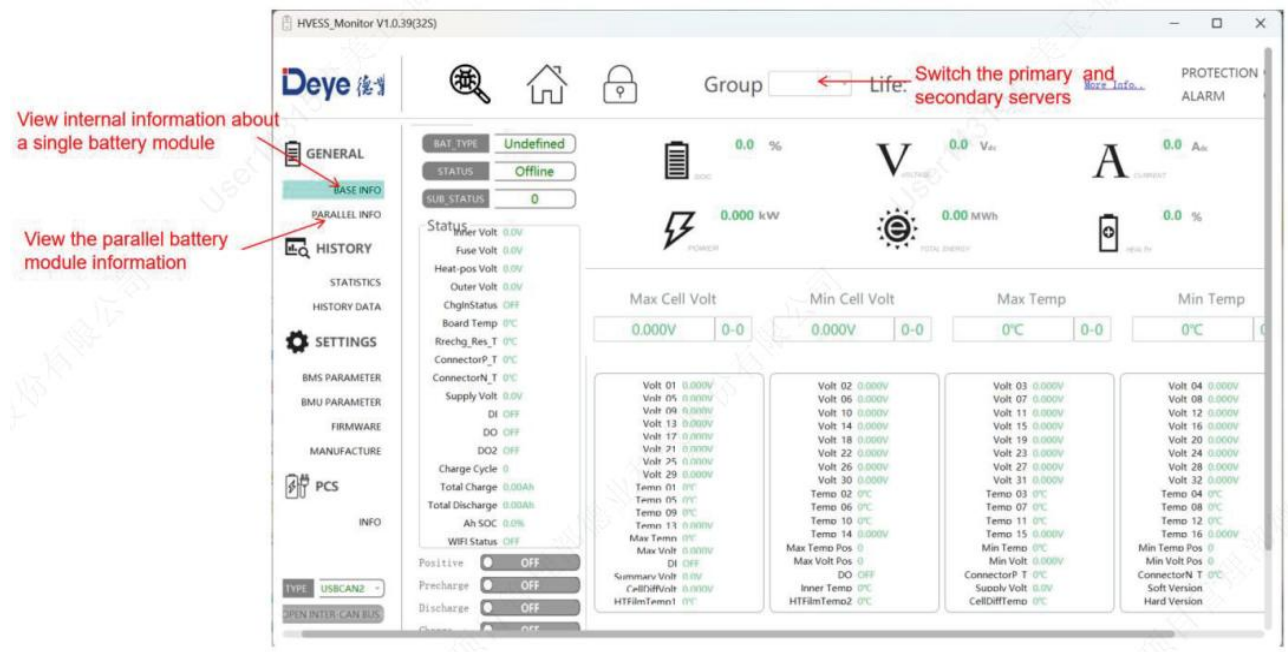 HVESS_Monitor V1.0.39(32S)
Deye 德业
Group
Life:
More Info..
PROTECTION
ALARM
Switch the primary and
secondary servers
View internal information about
a single battery module
View the parallel battery
module information
GENERAL
BASE INFO
PARALLEL INFO
HISTORY
STATISTICS
HISTORY DATA
SETTINGS
BMS PARAMETER
BMU PARAMETER
FIRMWARE
MANUFACTURE
PCS
INFO
TYPE USBCAN2
OPEN INTER CAN BUS
BAT_TYPE Undefined
STATUS Offline
SUB_STATUS 0
Status
Inner Volt 0.0V
Fuse Volt 0.0V
Heat-pos Volt 0.0V
Outer Volt 0.0V
ChgInStatus OFF
Board Temp 0℃
Rrechg_Res_T 0℃
ConnectorP_T 0℃
ConnectorN_T 0℃
Supply Volt 0.0V
DI OFF
DO OFF
DO2 OFF
Charge Cycle 0
Total Charge 0.00Ah
Total Discharge 0.00Ah
Ah SOC 0.0%
WIFI Status OFF
Positive OFF
Precharge OFF
Discharge OFF
Charge OFF
0.0 %
SOC
V 0.0 Vdc
VOLTAGE
A 0.0 Adc
CURRENT
0.000 kW
POWER
0.00 MWh
TOTAL ENERGY
0.0 %
HEALTY
Max Cell Volt Min Cell Volt Max Temp Min Temp
0.000V 0-0 0.000V 0-0 0℃ 0-0 0℃ 0
Volt 01 0.000V Volt 02 0.000V Volt 03 0.000V Volt 04 0.000V
Volt 05 0.000V Volt 06 0.000V Volt 07 0.000V Volt 08 0.000V
Volt 09 0.000V Volt 10 0.000V Volt 11 0.000V Volt 12 0.000V
Volt 13 0.000V Volt 14 0.000V Volt 15 0.000V Volt 16 0.000V
Volt 17 0.000V Volt 18 0.000V Volt 19 0.000V Volt 20 0.000V
Volt 21 0.000V Volt 22 0.000V Volt 23 0.000V Volt 24 0.000V
Volt 25 0.000V Volt 26 0.000V Volt 27 0.000V Volt 28 0.000V
Volt 29 0.000V Volt 30 0.000V Volt 31 0.000V Volt 32 0.000V
Temp 01 0℃ Temp 02 0℃ Temp 03 0℃ Temp 04 0℃
Temp 05 0℃ Temp 06 0℃ Temp 07 0℃ Temp 08 0℃
Temp 09 0℃ Temp 10 0℃ Temp 11 0℃ Temp 12 0℃
Temp 13 0.000V Temp 14 0.000V Temp 15 0.000V Temp 16 0.000V
Max Temp 0℃ Max Temp Pos 0 Min Temp 0℃ Min Temp Pos 0
Max Volt 0.000V Max Volt Pos 0 Min Volt 0.000V Min Volt Pos 0
DI OFF DO OFF ConnectorP_T 0℃ ConnectorN_T 0℃
Summary Volt 0.0V Inner Temp 0℃ Supply Volt 0.0V Soft Version
CellDiffVolt 0.000V HTFilmTemp2 0℃ CellDiffTemp 0℃ Hard Version
HTFilmTemp1 0℃